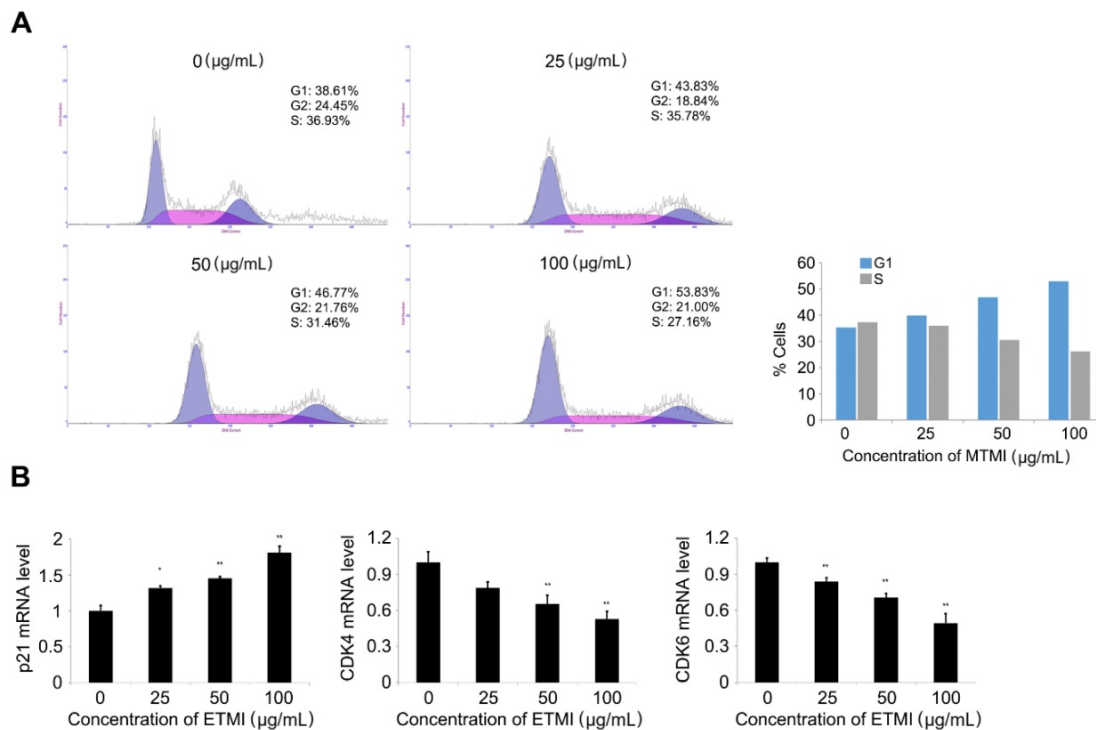 A
0 (μg/mL)
G1: 38.61%
G2: 24.45%
S: 36.93%
25 (μg/mL)
G1: 43.83%
G2: 18.84%
S: 35.78%
50 (μg/mL)
G1: 46.77%
G2: 21.76%
S: 31.46%
100 (μg/mL)
G1: 53.83%
G2: 21.00%
S: 27.16%
60
50
40
30
20
10
0
% Cells
G1
S
0 25 50 100
Concentration of MTMI (μg/mL)
B
2
1.5
1
0.5
0
p21 mRNA level
* ** **
0 25 50 100
Concentration of ETMI (μg/mL)
1.2
0.9
0.6
0.3
0
CDK4 mRNA level
** **
0 25 50 100
Concentration of ETMI (μg/mL)
1.2
0.9
0.6
0.3
0
CDK6 mRNA level
** ** **
0 25 50 100
Concentration of ETMI (μg/mL)